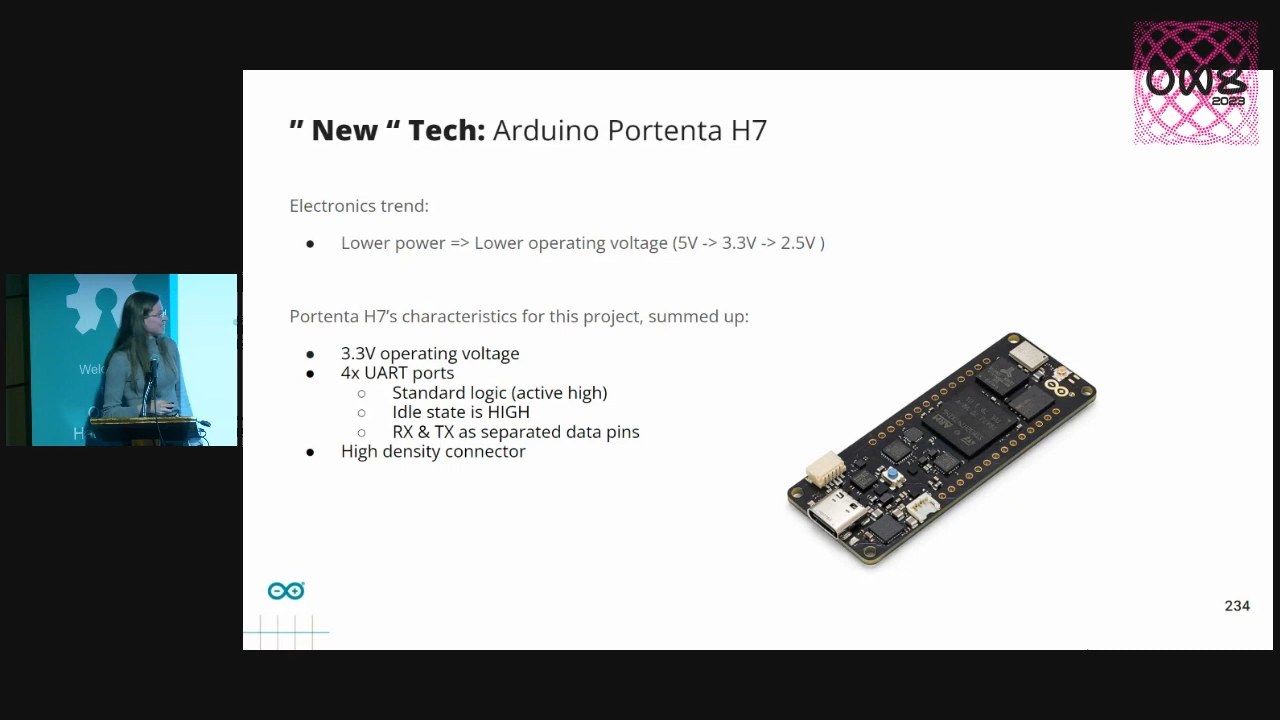 OW8
2023
” New “ Tech: Arduino Portenta H7
Electronics trend:
● Lower power => Lower operating voltage (5V -> 3.3V -> 2.5V )
Portenta H7’s characteristics for this project, summed up:
● 3.3V operating voltage
● 4x UART ports
○ Standard logic (active high)
○ Idle state is HIGH
○ RX & TX as separated data pins
● High density connector
Wel
H
234